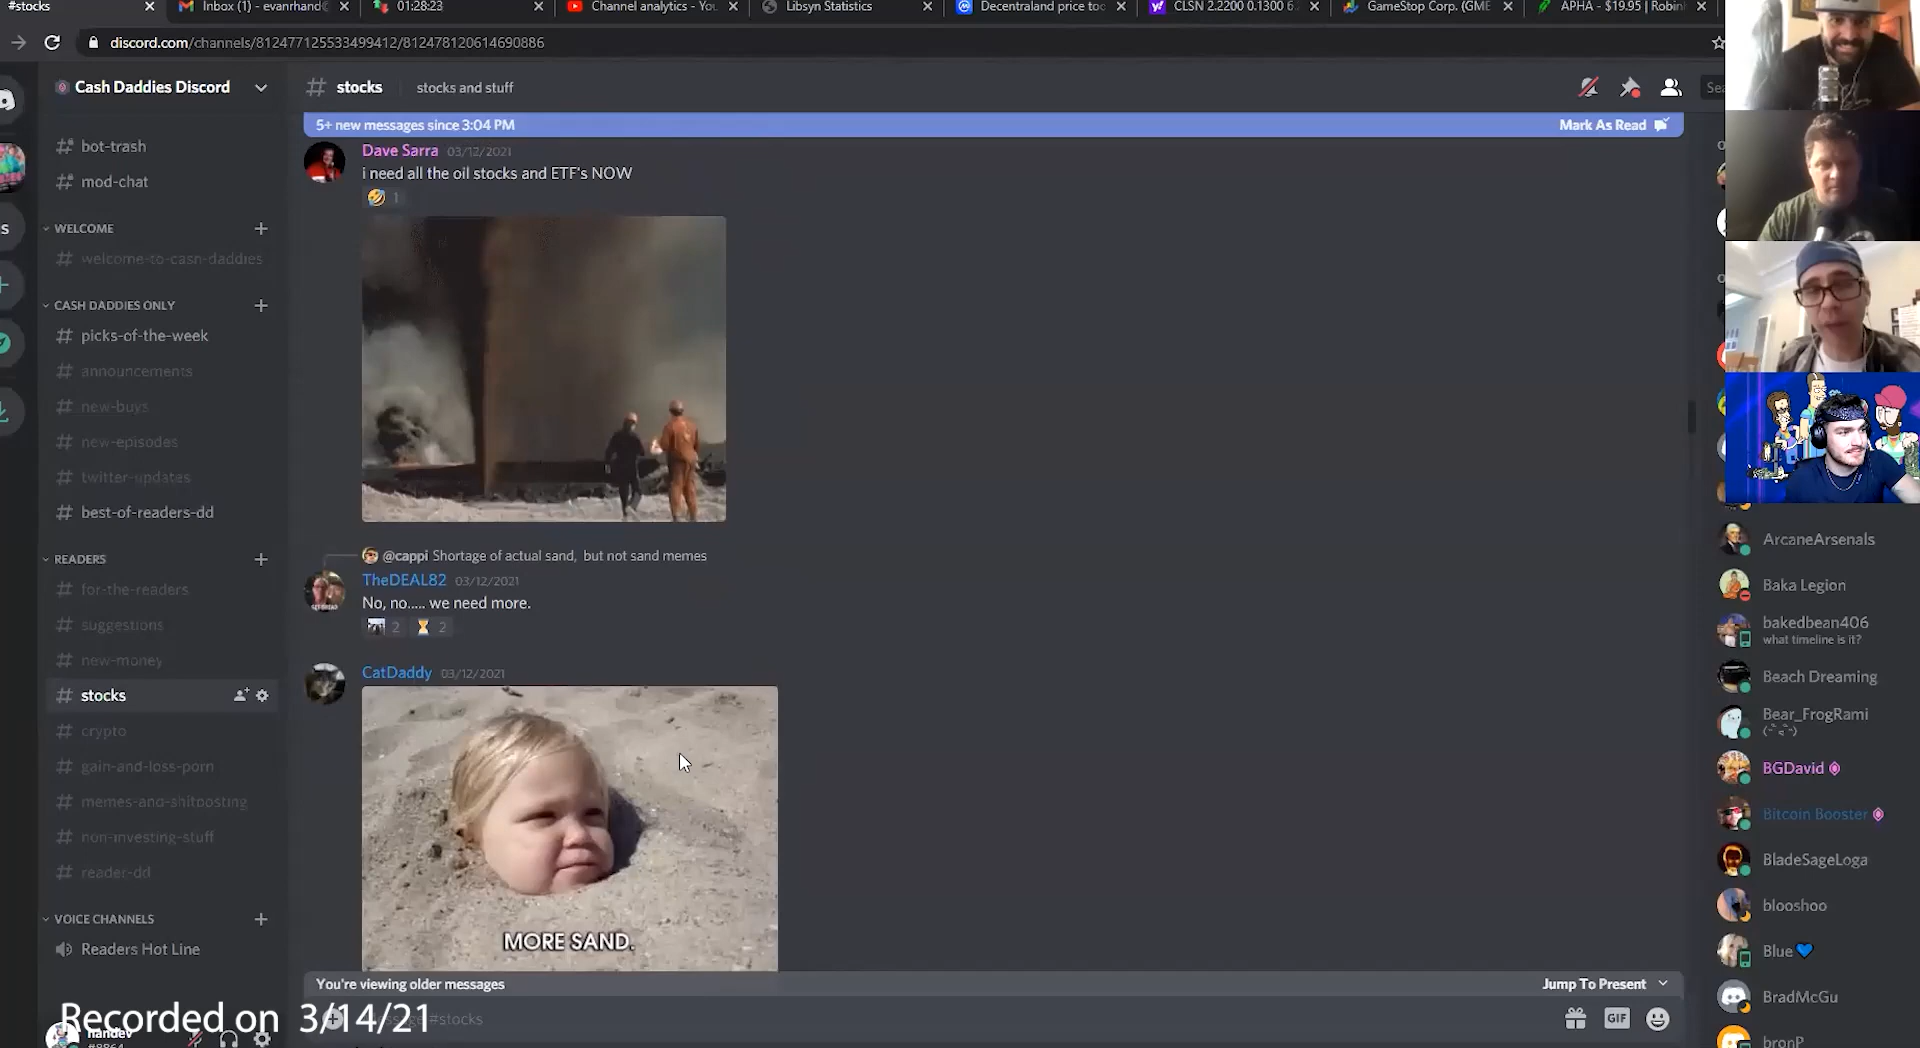 #stocks
Inbox (1) - evanrhand@
01:28:23
Channel analytics - You
Libsyn Statistics
Decentraland price too
CLSN 2.2200 0.1300 6.
GameStop Corp. (GME
APHA - $19.95 | Robin
discord.com/channels/812477125533499412/812478120614690886
Cash Daddies Discord
bot-trash
mod-chat
WELCOME
welcome-to-cash-daddies
CASH DADDIES ONLY
picks-of-the-week
announcements
new-buys
new-episodes
twitter-updates
best-of-readers-dd
READERS
for-the-readers
suggestions
new-money
stocks
crypto
gain-and-loss-porn
memes-and-shitposting
non-investing-stuff
reader-dd
VOICE CHANNELS
Readers Hot Line
Recorded on 3/14/21
handev
#8864
# stocks stocks and stuff
5+ new messages since 3:04 PM Mark As Read
Dave Sarra 03/12/2021
i need all the oil stocks and ETF's NOW
1
@cappi Shortage of actual sand, but not sand memes
TheDEAL82 03/12/2021
No, no..... we need more.
2 2
CatDaddy 03/12/2021
MORE SAND.
You're viewing older messages Jump To Present
#stocks
GIF
Sea
ArcaneArsenals
Baka Legion
bakedbean406
what timeline is it?
Beach Dreaming
Bear_FrogRami
BGDavid
Bitcoin Booster
BladeSageLoga
blooshoo
Blue
BradMcGu
bronP